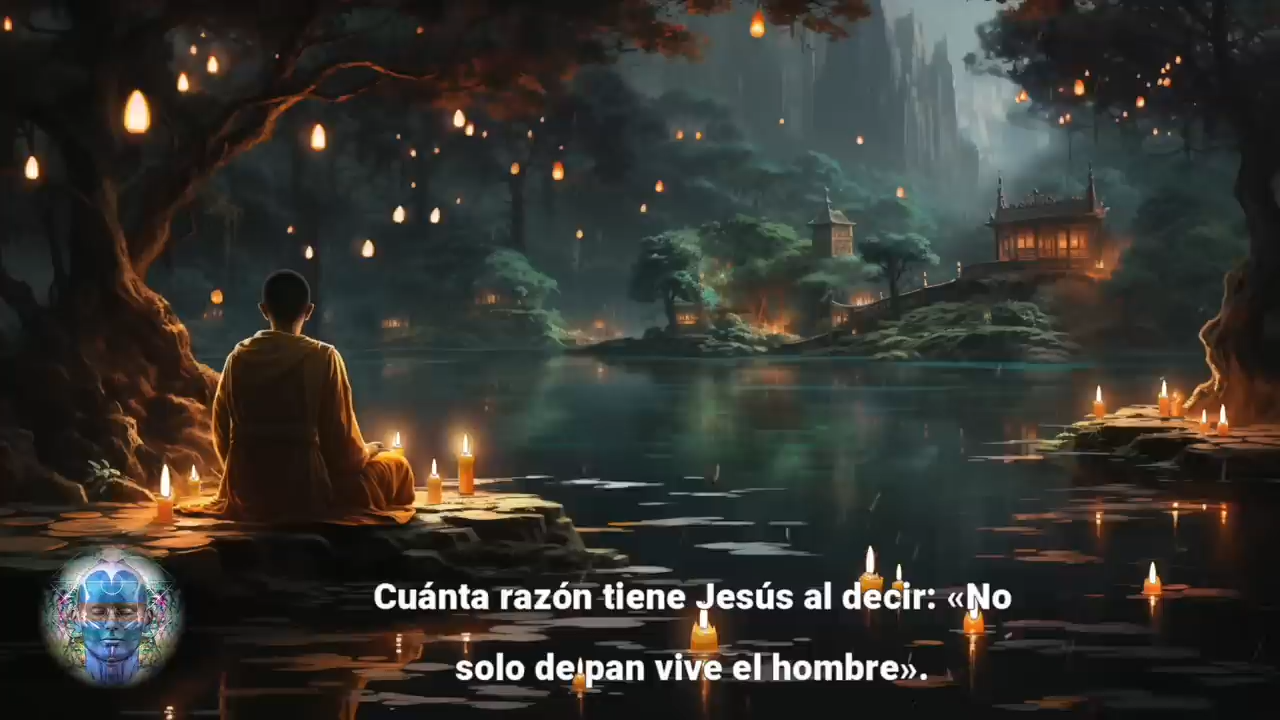 Cuánta razón tiene Jesús al decir: «No
solo de pan vive el hombre».